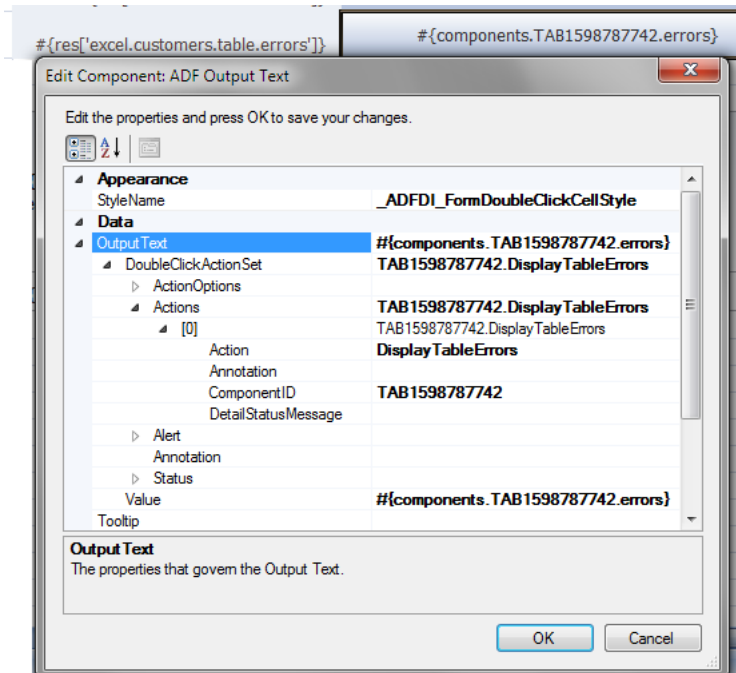 #{res['excel.customers.table.errors']}
#{components.TAB1598787742.errors}
Edit Component: ADF Output Text
Edit the properties and press OK to save your changes.
Appearance
StyleName _ADFDI_FormDoubleClickCellStyle
Data
OutputText #{components.TAB1598787742.errors}
DoubleClickActionSet TAB1598787742.DisplayTableErrors
ActionOptions
Actions TAB1598787742.DisplayTableErrors
[0] TAB1598787742.DisplayTableErrors
Action DisplayTableErrors
Annotation
ComponentID TAB1598787742
DetailStatusMessage
Alert
Annotation
Status
Value #{components.TAB1598787742.errors}
Tooltip
OutputText
The properties that govern the Output Text.
OK Cancel